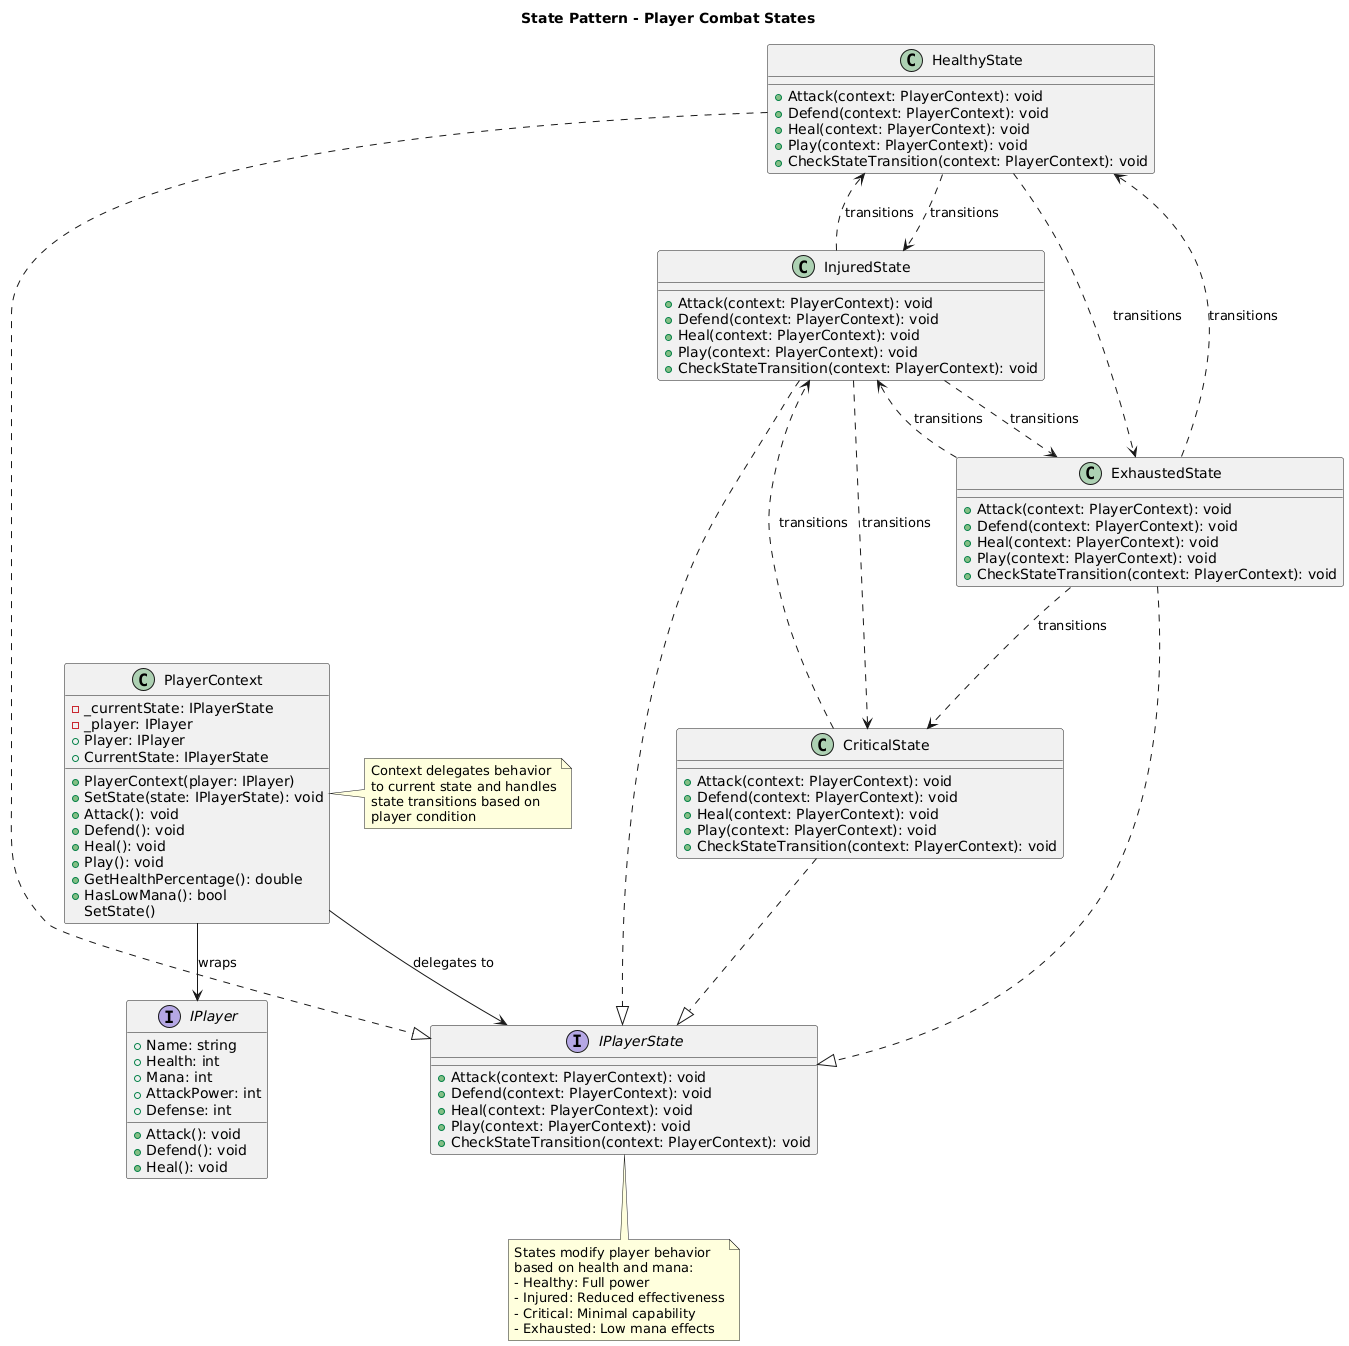 State Pattern - Player Combat States
C HealthyState
Attack(context: PlayerContext): void
Defend(context: PlayerContext): void
Heal(context: PlayerContext): void
Play(context: PlayerContext): void
CheckStateTransition(context: PlayerContext): void
transitions
transitions
C InjuredState
Attack(context: PlayerContext): void
Defend(context: PlayerContext): void
Heal(context: PlayerContext): void
Play(context: PlayerContext): void
CheckStateTransition(context: PlayerContext): void
transitions
transitions
transitions
transitions
C ExhaustedState
Attack(context: PlayerContext): void
Defend(context: PlayerContext): void
Heal(context: PlayerContext): void
Play(context: PlayerContext): void
CheckStateTransition(context: PlayerContext): void
transitions
transitions
transitions
C PlayerContext
_currentState: IPlayerState
_player: IPlayer
Player: IPlayer
CurrentState: IPlayerState
PlayerContext(player: IPlayer)
SetState(state: IPlayerState): void
Attack(): void
Defend(): void
Heal(): void
Play(): void
GetHealthPercentage(): double
HasLowMana(): bool
SetState()
Context delegates behavior
to current state and handles
state transitions based on
player condition
C CriticalState
Attack(context: PlayerContext): void
Defend(context: PlayerContext): void
Heal(context: PlayerContext): void
Play(context: PlayerContext): void
CheckStateTransition(context: PlayerContext): void
wraps
delegates to
I IPlayer
Name: string
Health: int
Mana: int
AttackPower: int
Defense: int
Attack(): void
Defend(): void
Heal(): void
I IPlayerState
Attack(context: PlayerContext): void
Defend(context: PlayerContext): void
Heal(context: PlayerContext): void
Play(context: PlayerContext): void
CheckStateTransition(context: PlayerContext): void
States modify player behavior
based on health and mana:
- Healthy: Full power
- Injured: Reduced effectiveness
- Critical: Minimal capability
- Exhausted: Low mana effects